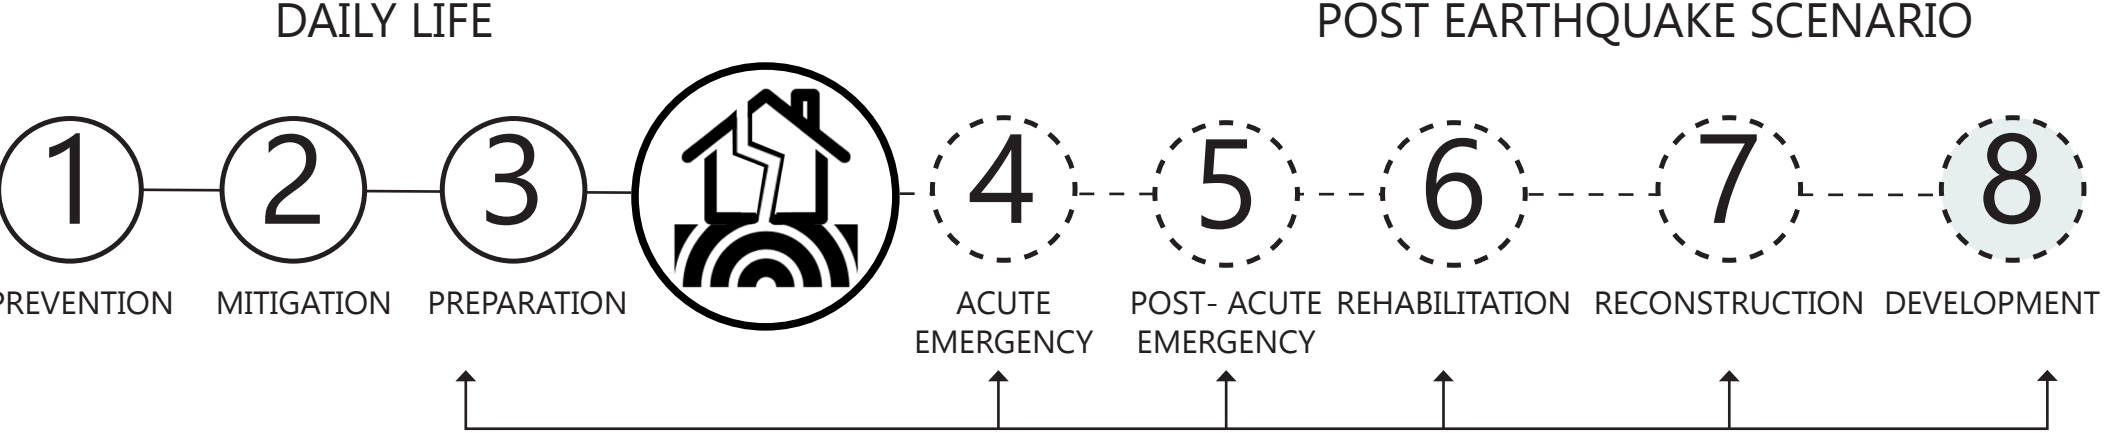 DAILY LIFE
POST EARTHQUAKE SCENARIO
1
2
3
4
5
6
7
8
PREVENTION
MITIGATION
PREPARATION
ACUTE
EMERGENCY
POST- ACUTE
EMERGENCY
REHABILITATION
RECONSTRUCTION
DEVELOPMENT